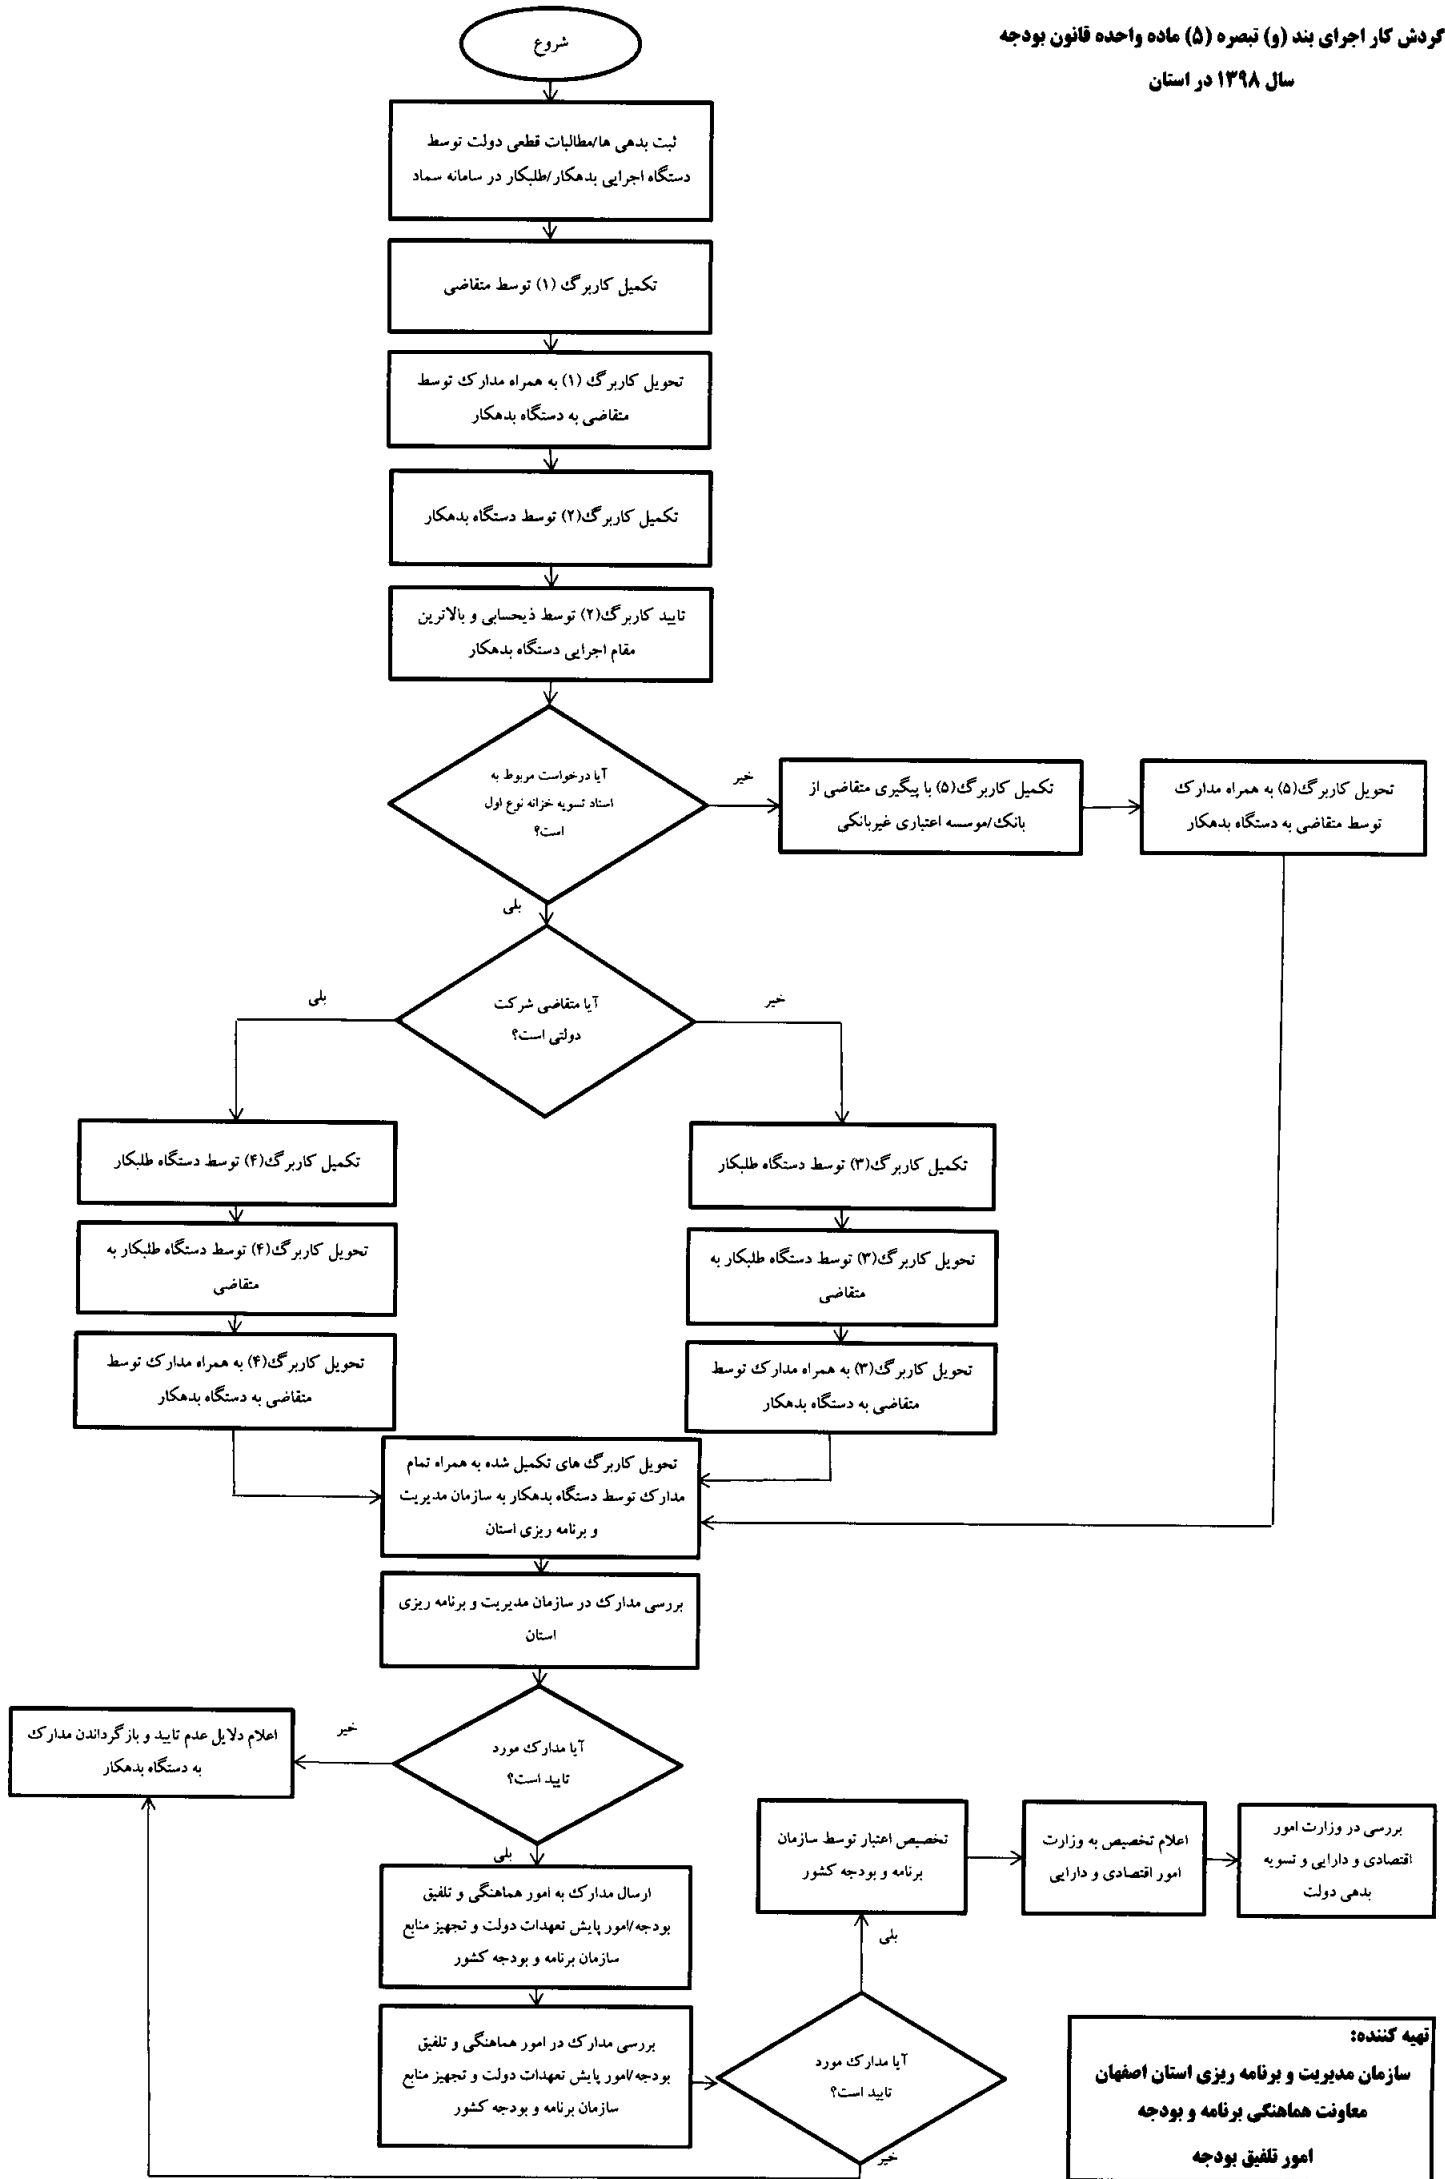 گردش کار اجرای بند (و) تبصره (۵) ماده واحده قانون بودجه
سال ۱۳۹۸ در استان
شروع
ثبت بدهی ها/مطالبات قطعی دولت توسط
دستگاه اجرایی بدهکار/طلبکار در سامانه سماد
تکمیل کاربرگ (۱) توسط متقاضی
تحویل کاربرگ (۱) به همراه مدارک توسط
متقاضی به دستگاه بدهکار
تکمیل کاربرگ(۲) توسط دستگاه بدهکار
تایید کاربرگ(۲) توسط ذیحسابی و بالاترین
مقام اجرایی دستگاه بدهکار
آیا درخواست مربوط به
اسناد تسویه خزانه نوع اول
است؟
خیر
تکمیل کاربرگ(۵) با پیگیری متقاضی از
بانک/موسسه اعتباری غیربانکی
تحویل کاربرگ(۵) به همراه مدارک
توسط متقاضی به دستگاه بدهکار
بلی
آیا متقاضی شرکت
دولتی است؟
خیر
بلی
تکمیل کاربرگ(۳) توسط دستگاه طلبکار
تحویل کاربرگ(۳) توسط دستگاه طلبکار به
متقاضی
تحویل کاربرگ(۳) به همراه مدارک توسط
متقاضی به دستگاه بدهکار
تکمیل کاربرگ(۴) توسط دستگاه طلبکار
تحویل کاربرگ(۴) توسط دستگاه طلبکار به
متقاضی
تحویل کاربرگ(۴) به همراه مدارک توسط
متقاضی به دستگاه بدهکار
تحویل کاربرگ های تکمیل شده به همراه تمام
مدارک توسط دستگاه بدهکار به سازمان مدیریت
و برنامه ریزی استان
بررسی مدارک در سازمان مدیریت و برنامه ریزی
استان
آیا مدارک مورد
تایید است؟
خیر
اعلام دلایل عدم تایید و بازگرداندن مدارک
به دستگاه بدهکار
بلی
ارسال مدارک به امور هماهنگی و تلفیق
بودجه/امور پایش تعهدات دولت و تجهیز منابع
سازمان برنامه و بودجه کشور
بررسی مدارک در امور هماهنگی و تلفیق
بودجه/امور پایش تعهدات دولت و تجهیز منابع
سازمان برنامه و بودجه کشور
آیا مدارک مورد
تایید است؟
خیر
بلی
تخصیص اعتبار توسط سازمان
برنامه و بودجه کشور
اعلام تخصیص به وزارت
امور اقتصادی و دارایی
بررسی در وزارت امور
اقتصادی و دارایی و تسویه
بدهی دولت
تهیه کننده:
سازمان مدیریت و برنامه ریزی استان اصفهان
معاونت هماهنگی برنامه و بودجه
امور تلفیق بودجه